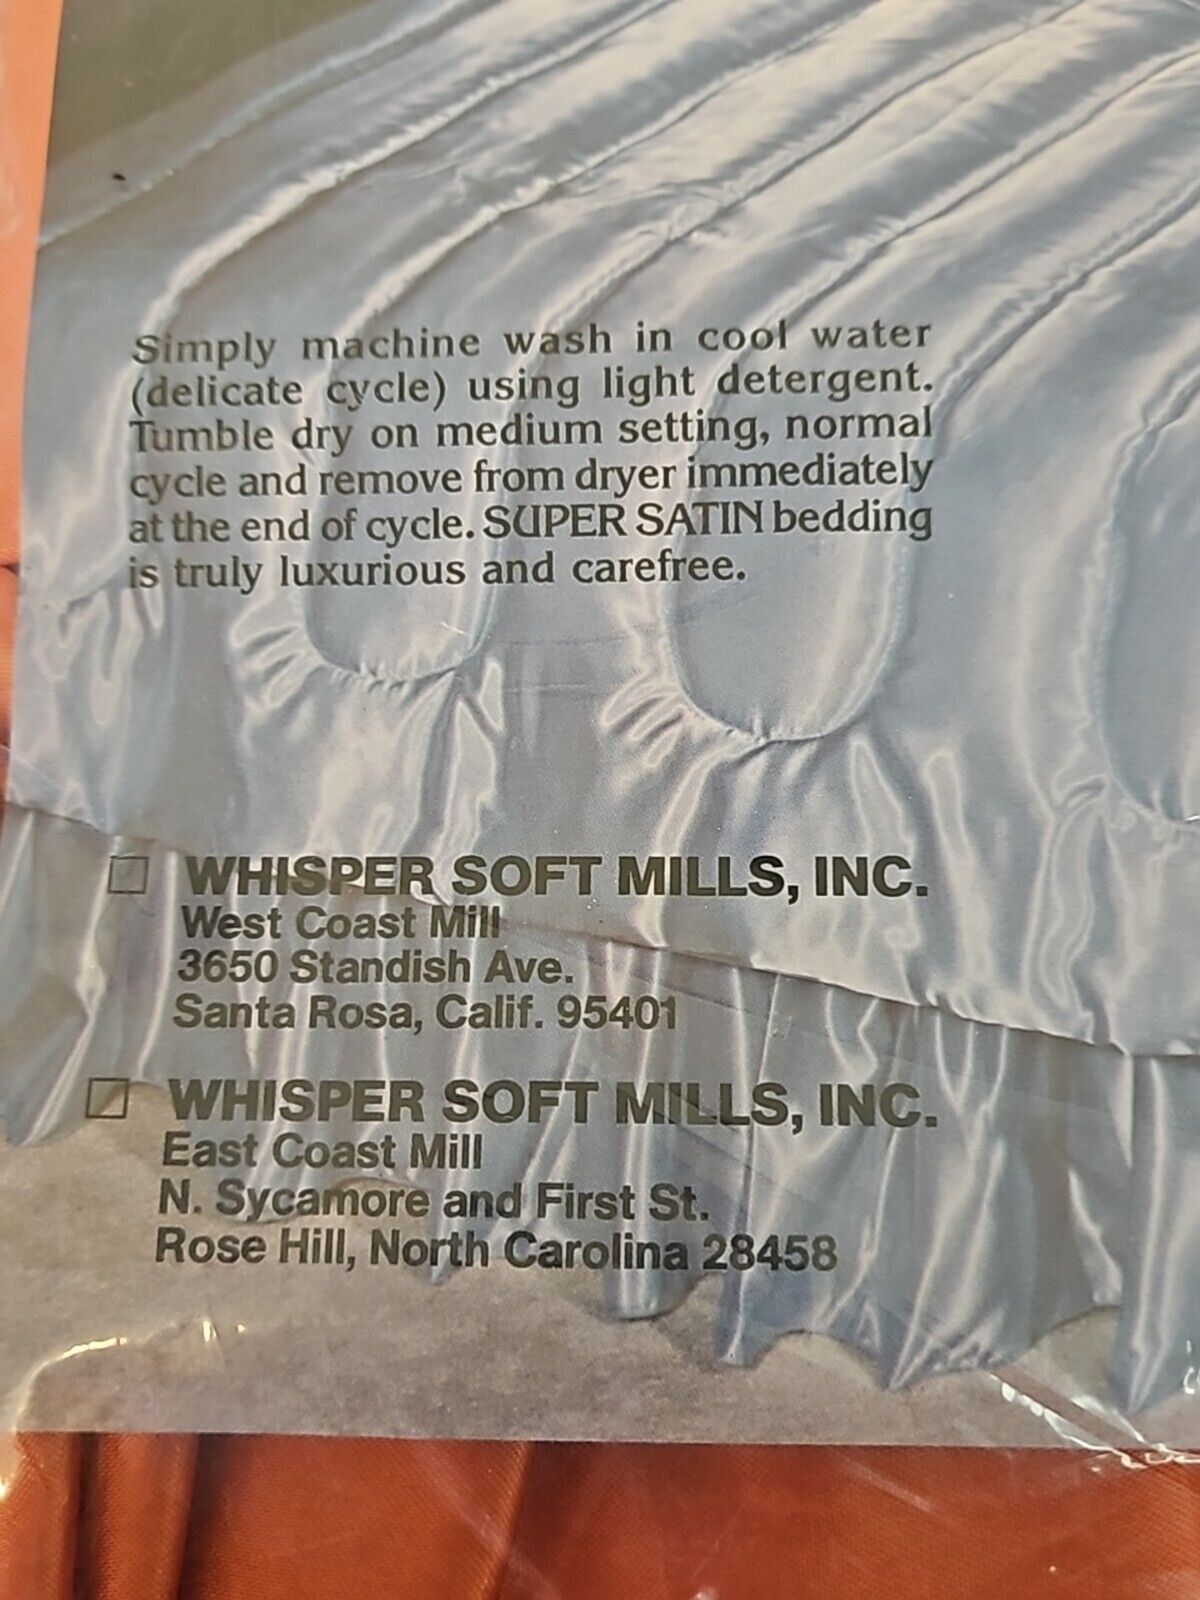 Simply machine wash in cool water
(delicate cycle) using light detergent.
Tumble dry on medium setting, normal
cycle and remove from dryer immediately
at the end of cycle. SUPER SATIN bedding
is truly luxurious and carefree.
WHISPER SOFT MILLS, INC.
West Coast Mill
3650 Standish Ave.
Santa Rosa, Calif. 95401
WHISPER SOFT MILLS, INC.
East Coast Mill
N. Sycamore and First St.
Rose Hill, North Carolina 28458